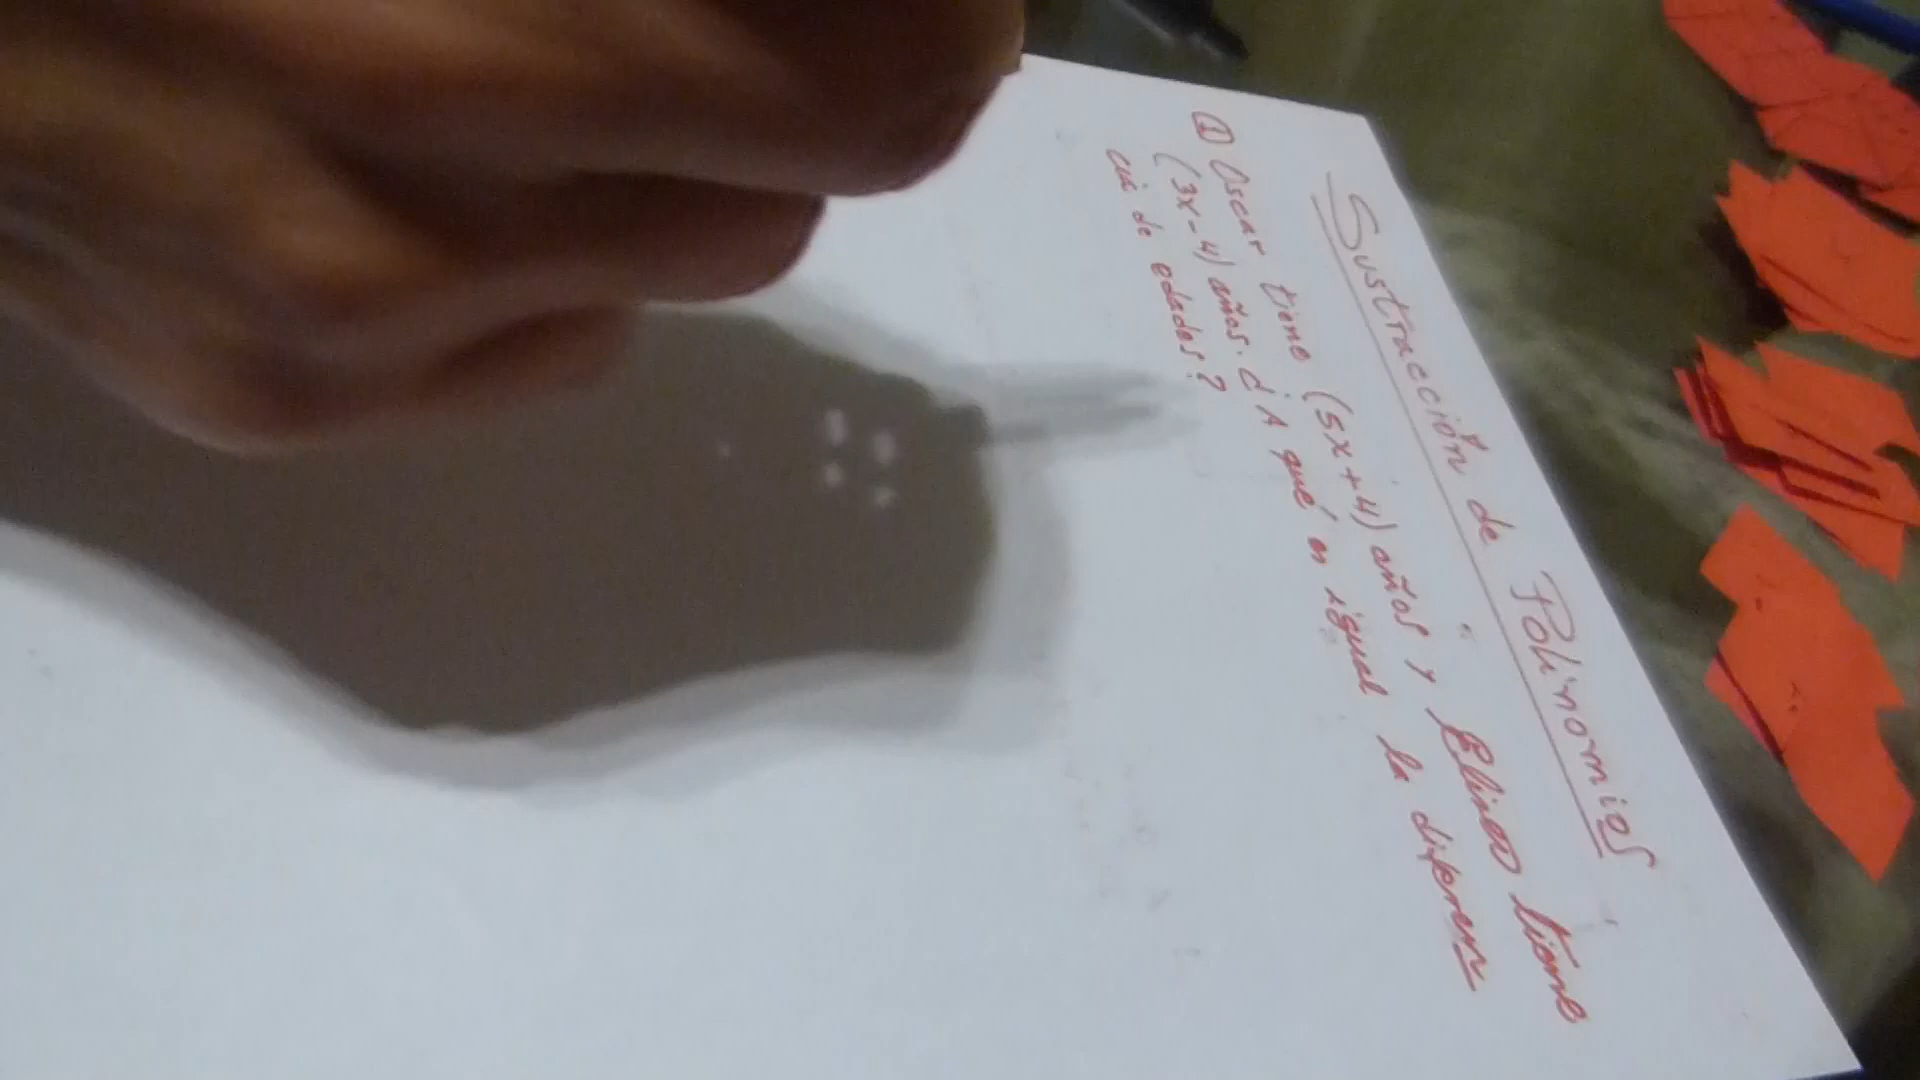 Sustracción de Polinomios
① Oscar tiene (5x+4) años y Eliseo tiene
(3x-4) años. ¿A qué es igual la diferen
cia de edades?